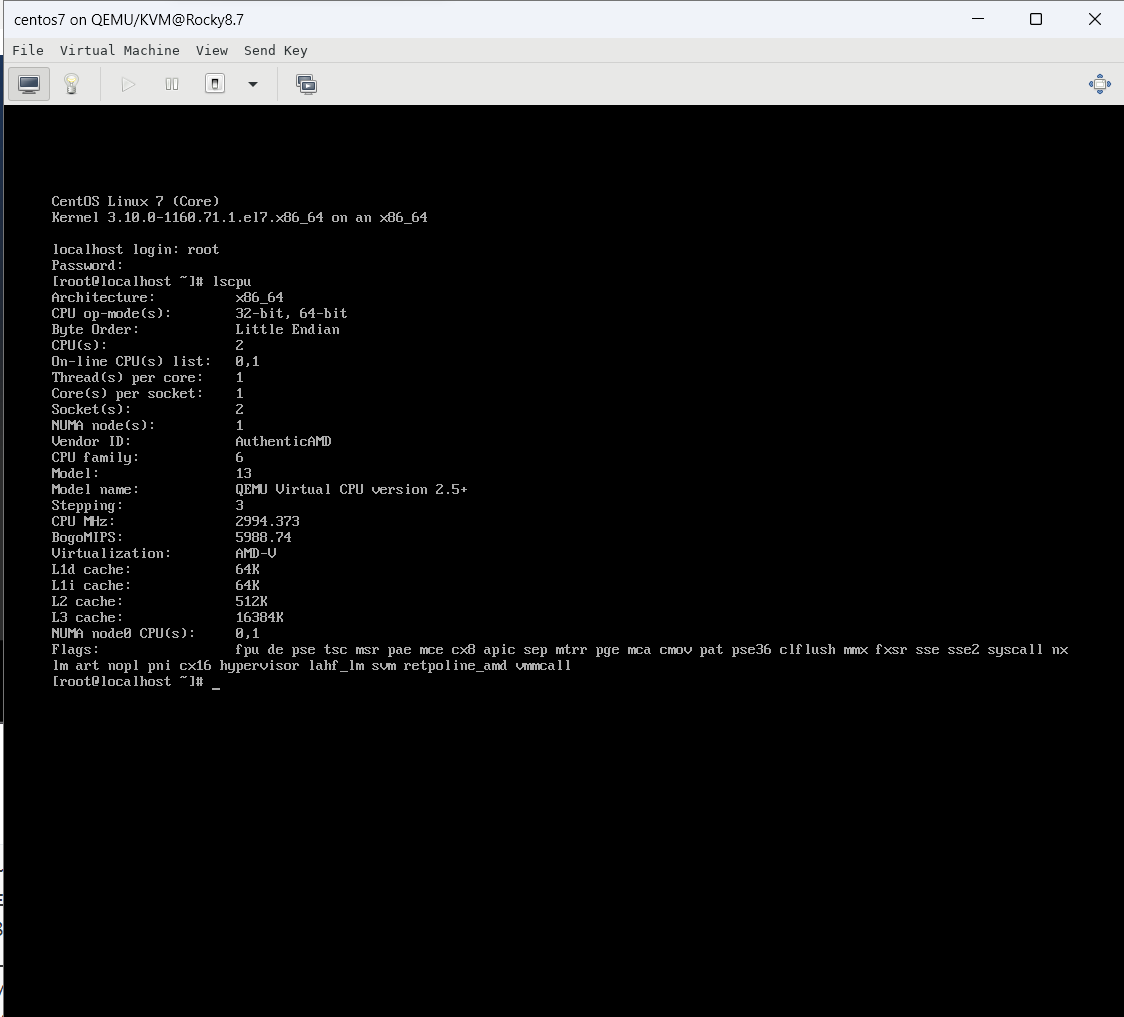 centos7 on QEMU/KVM@Rocky8.7
File Virtual Machine View Send Key
CentOS Linux 7 (Core)
Kernel 3.10.0-1160.71.1.el7.x86_64 on an x86_64
localhost login: root
Password:
[root@localhost ~]# lscpu
Architecture: x86_64
CPU op-mode(s): 32-bit, 64-bit
Byte Order: Little Endian
CPU(s): 2
On-line CPU(s) list: 0,1
Thread(s) per core: 1
Core(s) per socket: 1
Socket(s): 2
NUMA node(s): 1
Vendor ID: AuthenticAMD
CPU family: 6
Model: 13
Model name: QEMU Virtual CPU version 2.5+
Stepping: 3
CPU MHz: 2994.373
BogoMIPS: 5988.74
Virtualization: AMD-V
L1d cache: 64K
L1i cache: 64K
L2 cache: 512K
L3 cache: 16384K
NUMA node0 CPU(s): 0,1
Flags: fpu de pse tsc msr pae mce cx8 apic sep mtrr pge mca cmov pat pse36 clflush mmx fxsr sse sse2 syscall nx
lm art nopl pni cx16 hypervisor lahf_lm svm retpoline_amd vmmcall
[root@localhost ~]# _